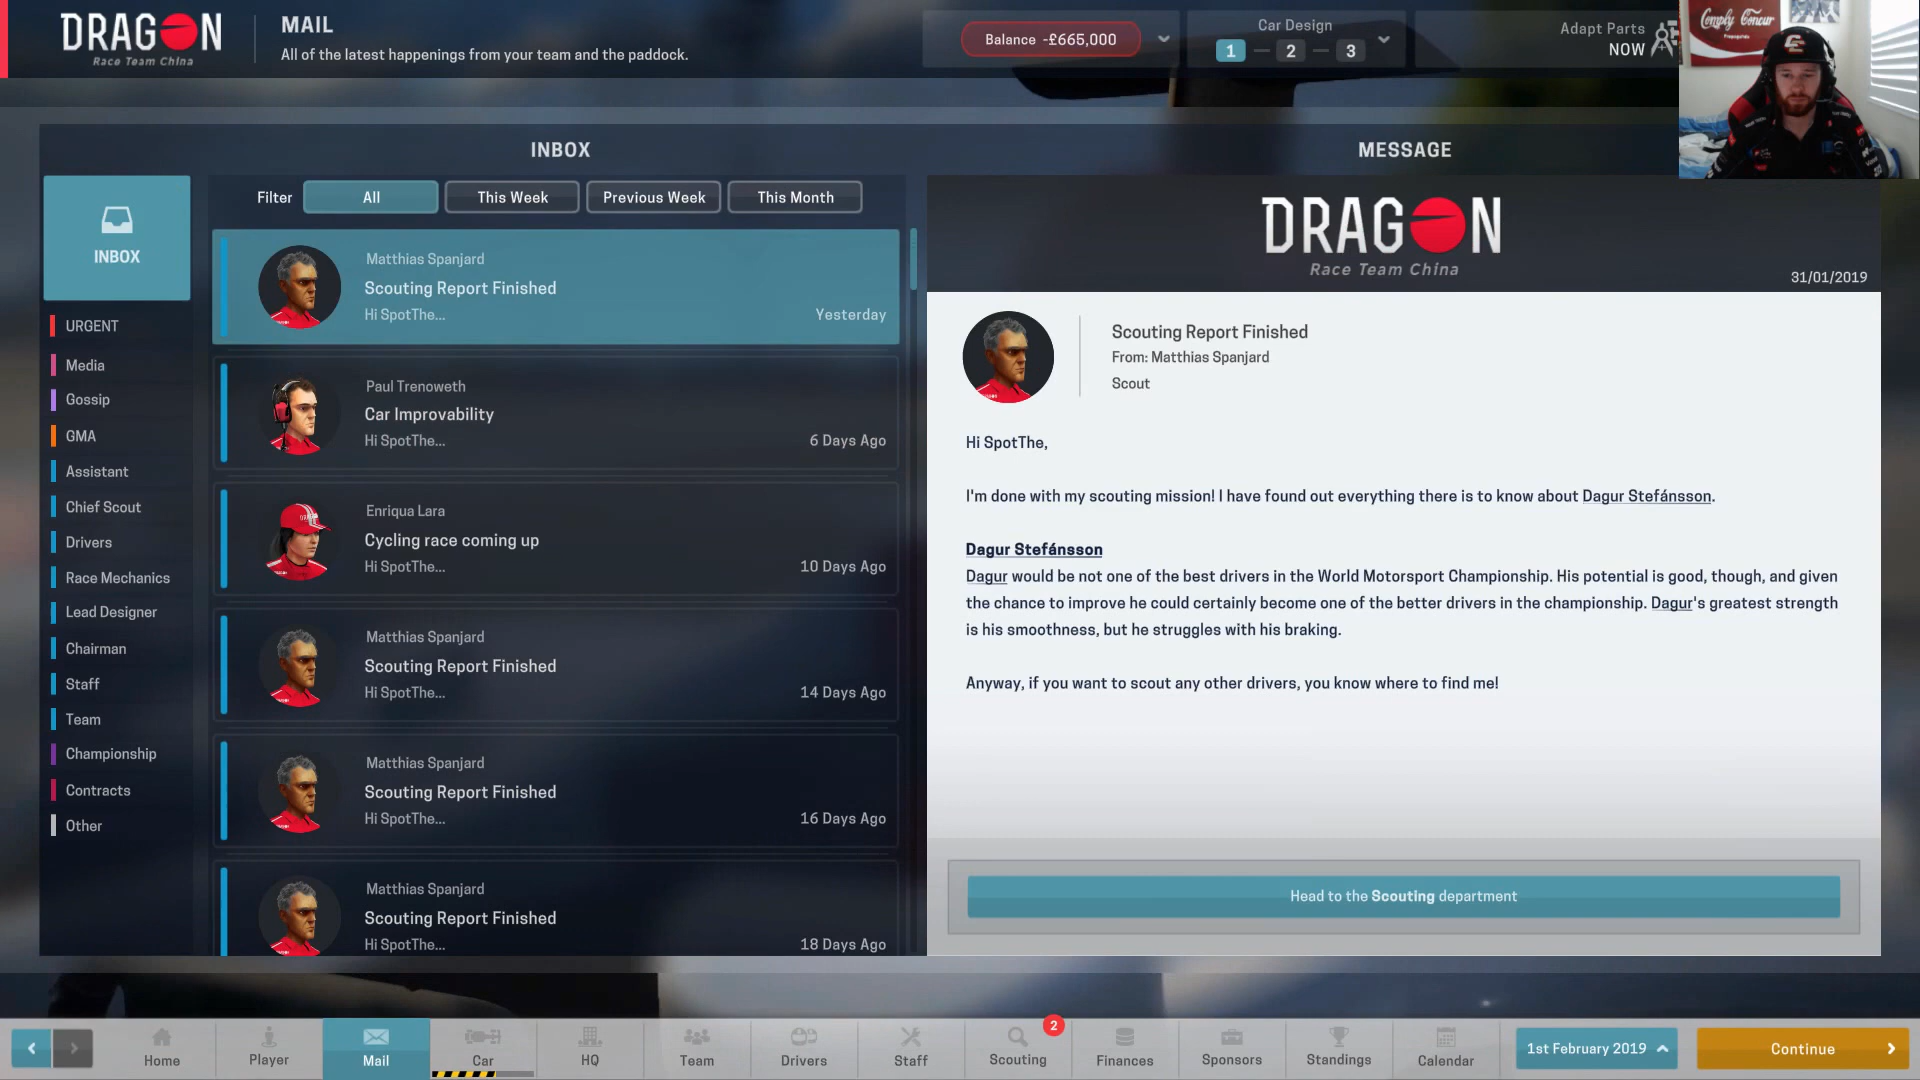 DRAGON
Race Team China
MAIL
All of the latest happenings from your team and the paddock.
Balance -£665,000
Car Design
1
2
3
Adapt Parts
NOW
Comply Concur
INBOX
MESSAGE
INBOX
Filter
All
This Week
Previous Week
This Month
URGENT
Media
Gossip
GMA
Assistant
Chief Scout
Drivers
Race Mechanics
Lead Designer
Chairman
Staff
Team
Championship
Contracts
Other
Matthias Spanjard
Scouting Report Finished
Hi SpotThe...
Yesterday
Paul Trenoweth
Car Improvability
Hi SpotThe...
6 Days Ago
Enriqua Lara
Cycling race coming up
Hi SpotThe...
10 Days Ago
Matthias Spanjard
Scouting Report Finished
Hi SpotThe...
14 Days Ago
Matthias Spanjard
Scouting Report Finished
Hi SpotThe...
16 Days Ago
Matthias Spanjard
Scouting Report Finished
Hi SpotThe...
18 Days Ago
DRAGON
Race Team China
31/01/2019
Scouting Report Finished
From: Matthias Spanjard
Scout
Hi SpotThe,
I'm done with my scouting mission! I have found out everything there is to know about Dagur Stefánsson.
Dagur Stefánsson
Dagur would be not one of the best drivers in the World Motorsport Championship. His potential is good, though, and given
the chance to improve he could certainly become one of the better drivers in the championship. Dagur's greatest strength
is his smoothness, but he struggles with his braking.
Anyway, if you want to scout any other drivers, you know where to find me!
Head to the Scouting department
Home
Player
Mail
Car
HQ
Team
Drivers
Staff
2
Scouting
Finances
Sponsors
Standings
Calendar
1st February 2019
Continue